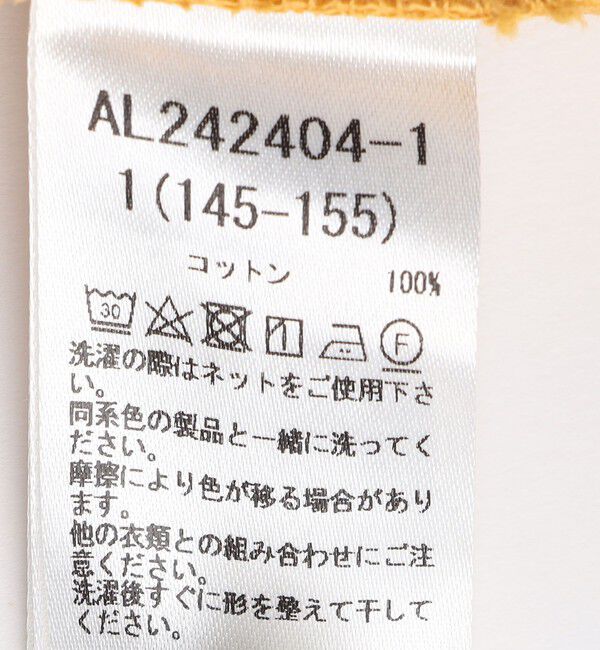 AL242404-1
1(145-155)
コットン 100%
30 F
洗濯の際はネットをご使用下さ
い。
同系色の製品と一緒に洗ってく
ださい。
摩擦により色が移る場合があり
ます。
他の衣類との組み合わせにご注
意ください。
洗濯後すぐに形を整えて干して
ください。